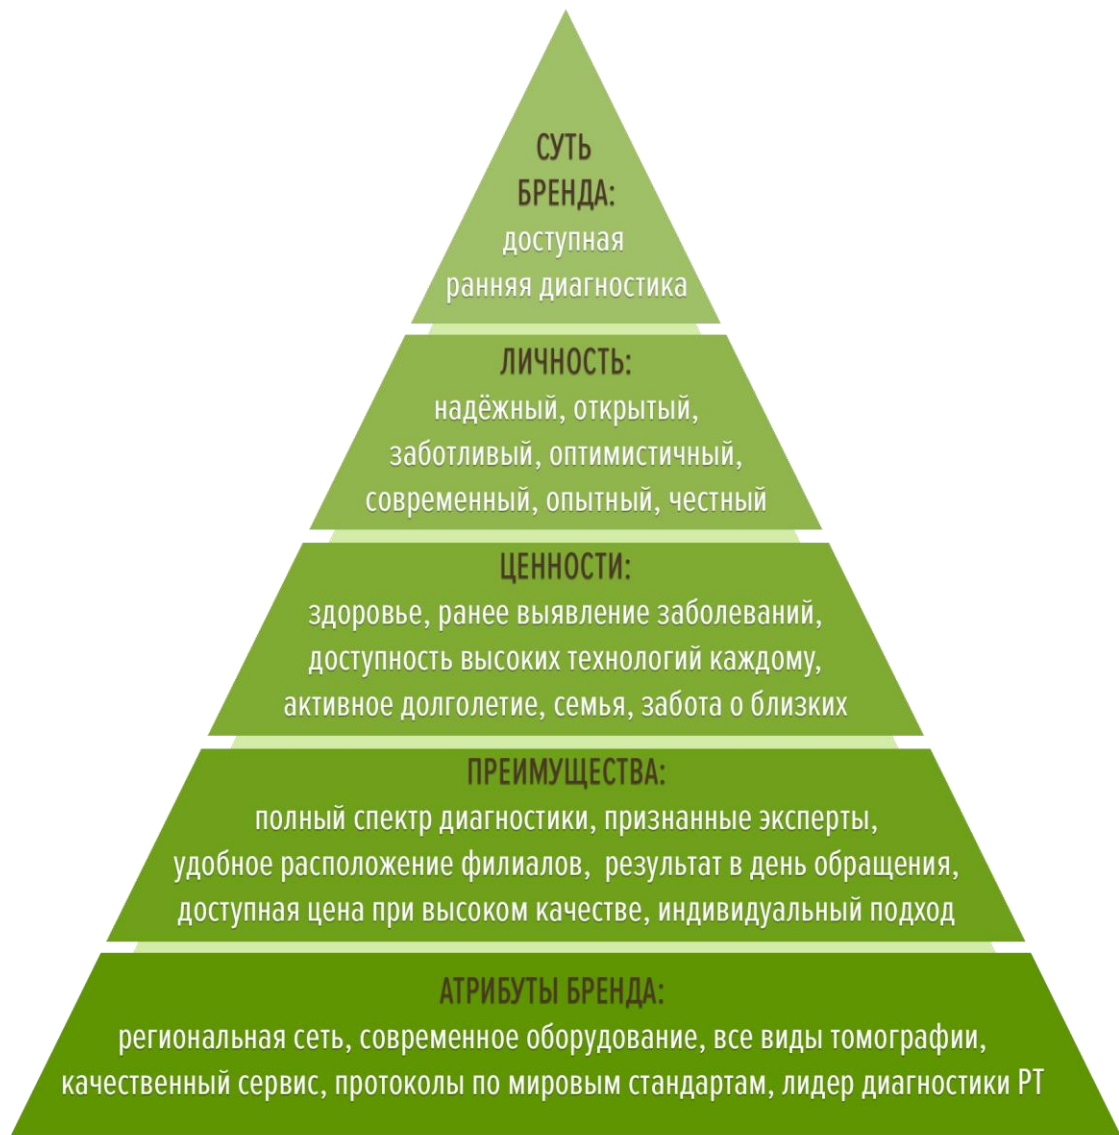 СУТЬ
БРЕНДА:
доступная
ранняя диагностика
ЛИЧНОСТЬ:
надёжный, открытый,
заботливый, оптимистичный,
современный, опытный, честный
ЦЕННОСТИ:
здоровье, ранее выявление заболеваний,
доступность высоких технологий каждому,
активное долголетие, семья, забота о близких
ПРЕИМУЩЕСТВА:
полный спектр диагностики, признанные эксперты,
удобное расположение филиалов, результат в день обращения,
доступная цена при высоком качестве, индивидуальный подход
АТРИБУТЫ БРЕНДА:
региональная сеть, современное оборудование, все виды томографии,
качественный сервис, протоколы по мировым стандартам, лидер диагностики РТ